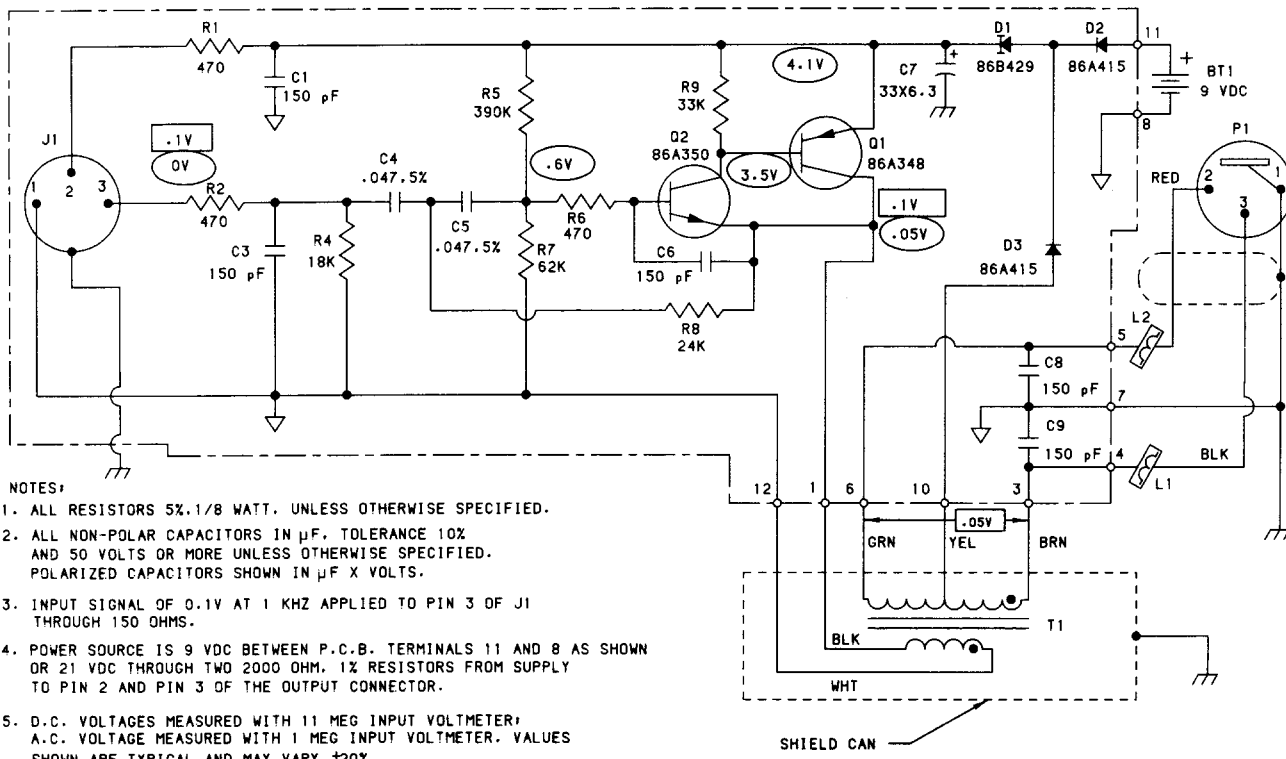 R1
470
C1
150 pF
J1
1
2
3
.1V
0V
R2
470
C3
150 pF
R4
18K
C4
.047.5%
C5
.047.5%
R5
390K
.6V
R6
470
R7
62K
C6
150 pF
R8
24K
R9
33K
Q2
86A350
3.5V
4.1V
Q1
86A348
.1V
.05V
C7
33X6.3
+
D1
86B429
D2
86A415
11
+
BT1
9 VDC
8
P1
RED
2
1
3
D3
86A415
L2
5
C8
150 pF
7
C9
150 pF
4
BLK
L1
12
1
6
10
3
.05V
GRN
YEL
BRN
T1
BLK
WHT
SHIELD CAN
NOTES:
1. ALL RESISTORS 5%.1/8 WATT. UNLESS OTHERWISE SPECIFIED.
2. ALL NON-POLAR CAPACITORS IN µF. TOLERANCE 10%
AND 50 VOLTS OR MORE UNLESS OTHERWISE SPECIFIED.
POLARIZED CAPACITORS SHOWN IN µF X VOLTS.
3. INPUT SIGNAL OF 0.1V AT 1 KHZ APPLIED TO PIN 3 OF J1
THROUGH 150 OHMS.
4. POWER SOURCE IS 9 VDC BETWEEN P.C.B. TERMINALS 11 AND 8 AS SHOWN
OR 21 VDC THROUGH TWO 2000 OHM. 1% RESISTORS FROM SUPPLY
TO PIN 2 AND PIN 3 OF THE OUTPUT CONNECTOR.
5. D.C. VOLTAGES MEASURED WITH 11 MEG INPUT VOLTMETER:
A.C. VOLTAGE MEASURED WITH 1 MEG INPUT VOLTMETER. VALUES
SHOWN ARE TYPICAL AND MAY VARY ±20%